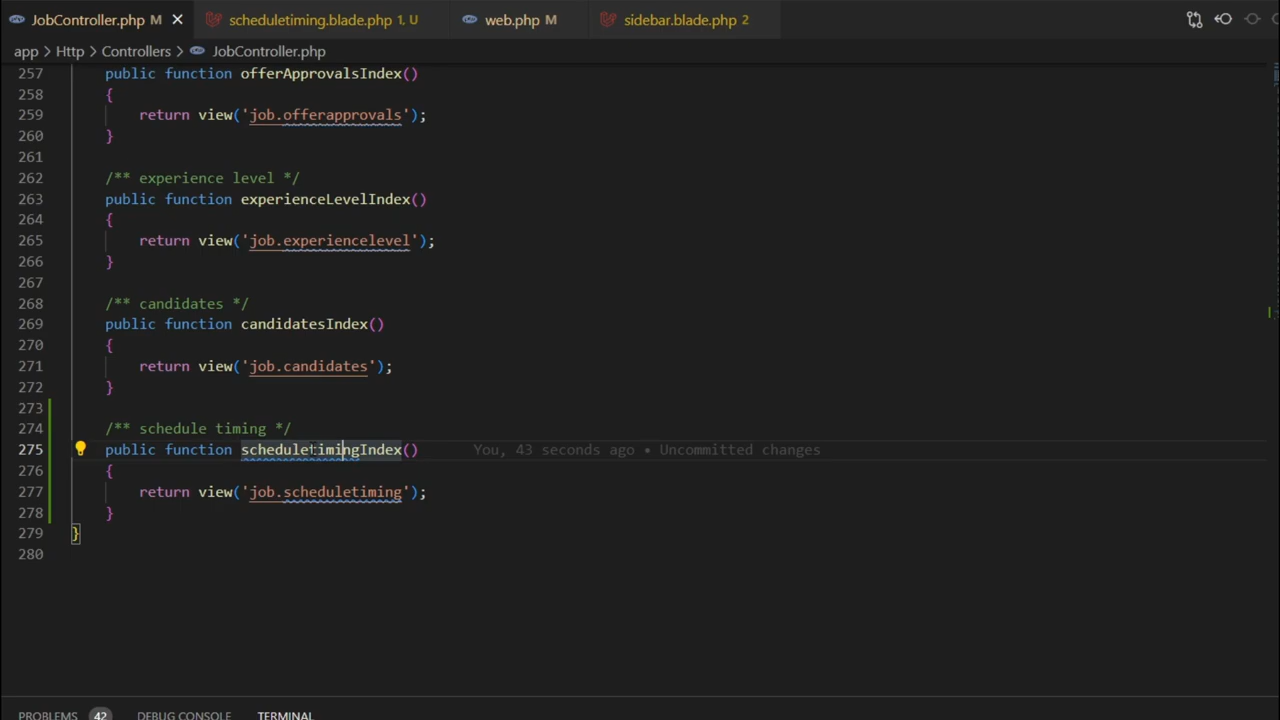 JobController.php M × scheduletiming.blade.php 1, U web.php M sidebar.blade.php 2
app > Http > Controllers > JobController.php
257 public function offerApprovalsIndex()
258 {
259 return view('job.offerapprovals');
260 }
261
262 /** experience level */
263 public function experienceLevelIndex()
264 {
265 return view('job.experiencelevel');
266 }
267
268 /** candidates */
269 public function candidatesIndex()
270 {
271 return view('job.candidates');
272 }
273
274 /** schedule timing */
275 public function scheduletimingIndex() You, 43 seconds ago • Uncommitted changes
276 {
277 return view('job.scheduletiming');
278 }
279 }
280
PROBLEMS 42 DEBUG CONSOLE TERMINAL